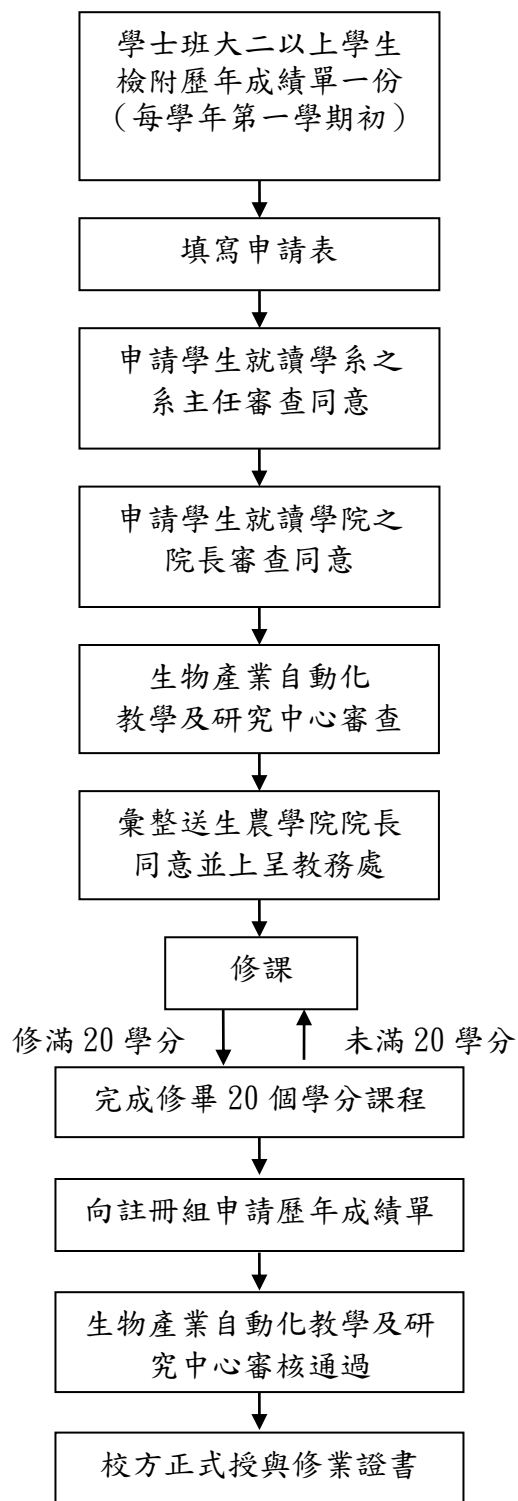 學士班大二以上學生
檢附歷年成績單一份
（每學年第一學期初）
填寫申請表
申請學生就讀學系之
系主任審查同意
申請學生就讀學院之
院長審查同意
生物產業自動化
教學及研究中心審查
彙整送生農學院院長
同意並上呈教務處
修課
修滿 20 學分
未滿 20 學分
完成修畢 20 個學分課程
向註冊組申請歷年成績單
生物產業自動化教學及研
究中心審核通過
校方正式授與修業證書